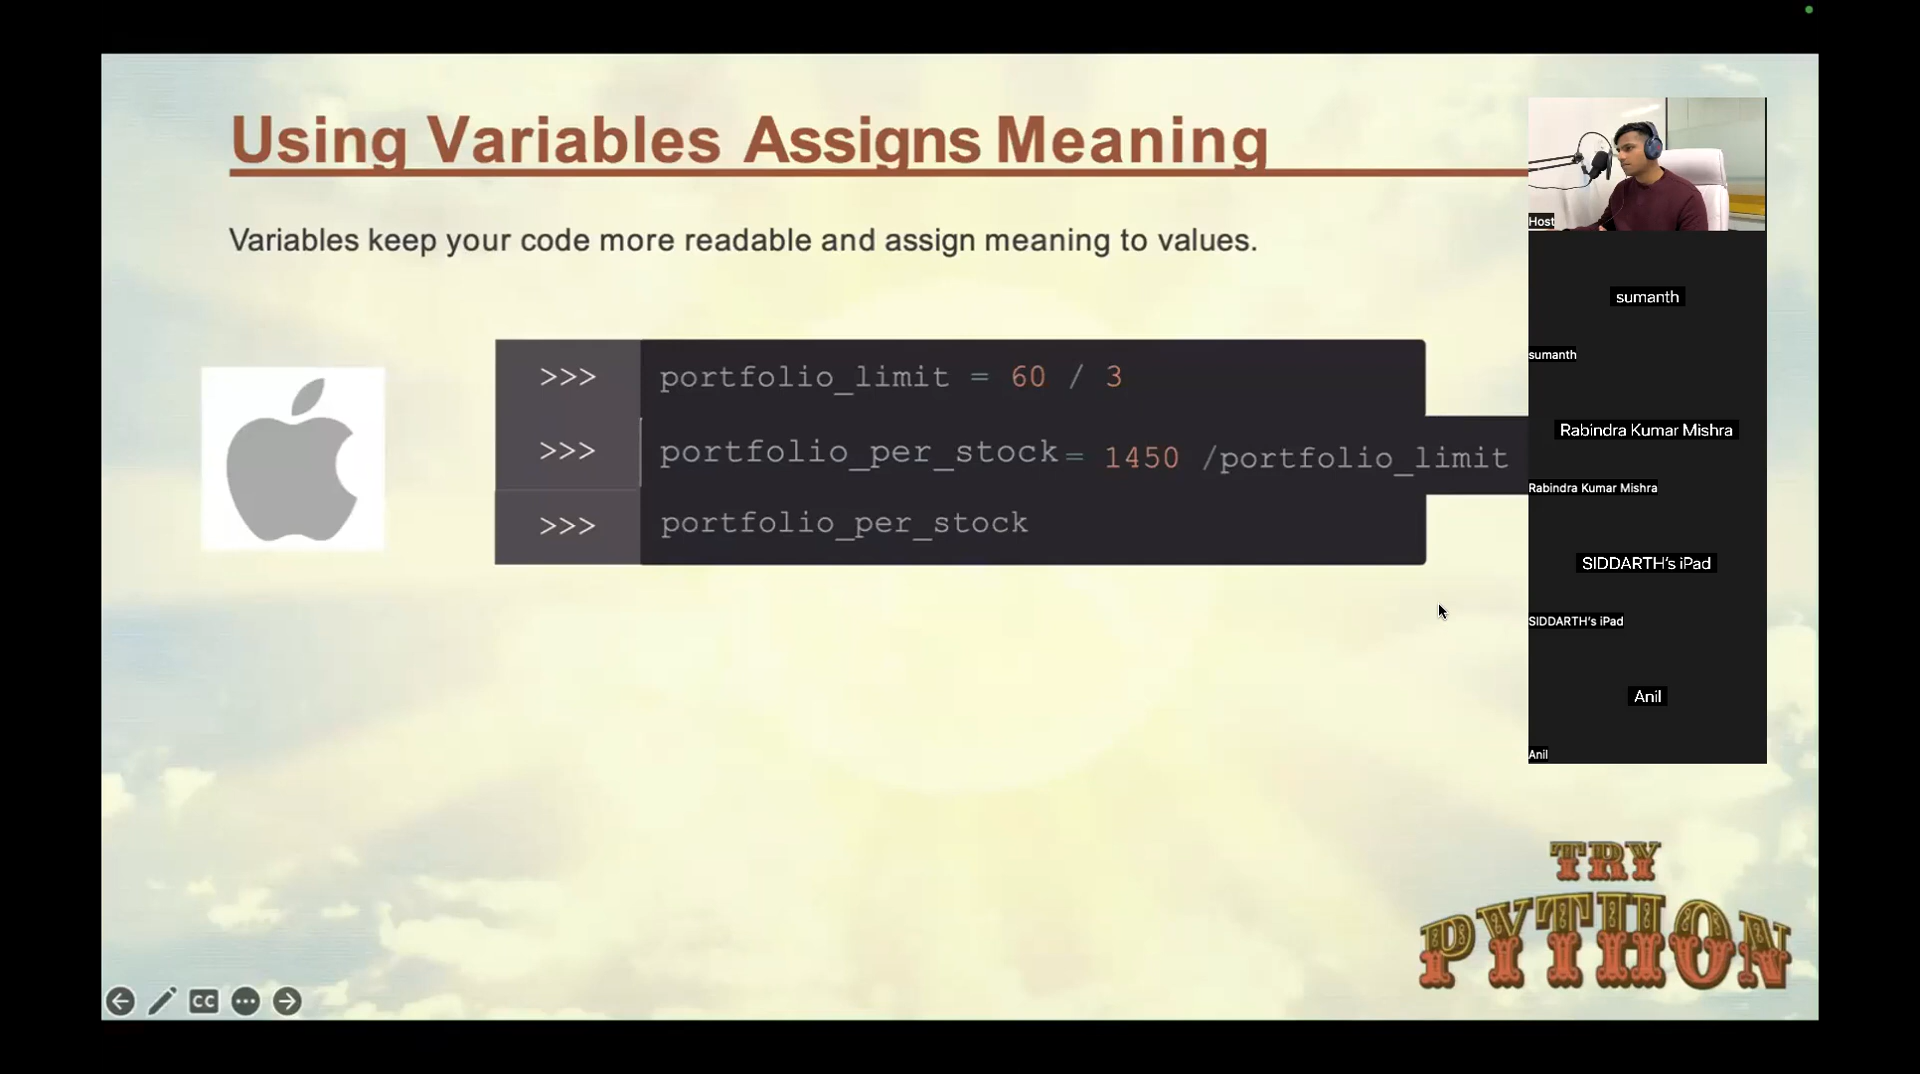 Using Variables Assigns Meaning
Variables keep your code more readable and assign meaning to values.
>>> portfolio_limit = 60 / 3
>>> portfolio_per_stock= 1450 /portfolio_limit
>>> portfolio_per_stock
Host
sumanth
sumanth
Rabindra Kumar Mishra
Rabindra Kumar Mishra
SIDDARTH's iPad
SIDDARTH's iPad
Anil
Anil
TRY
PYTHON
CC